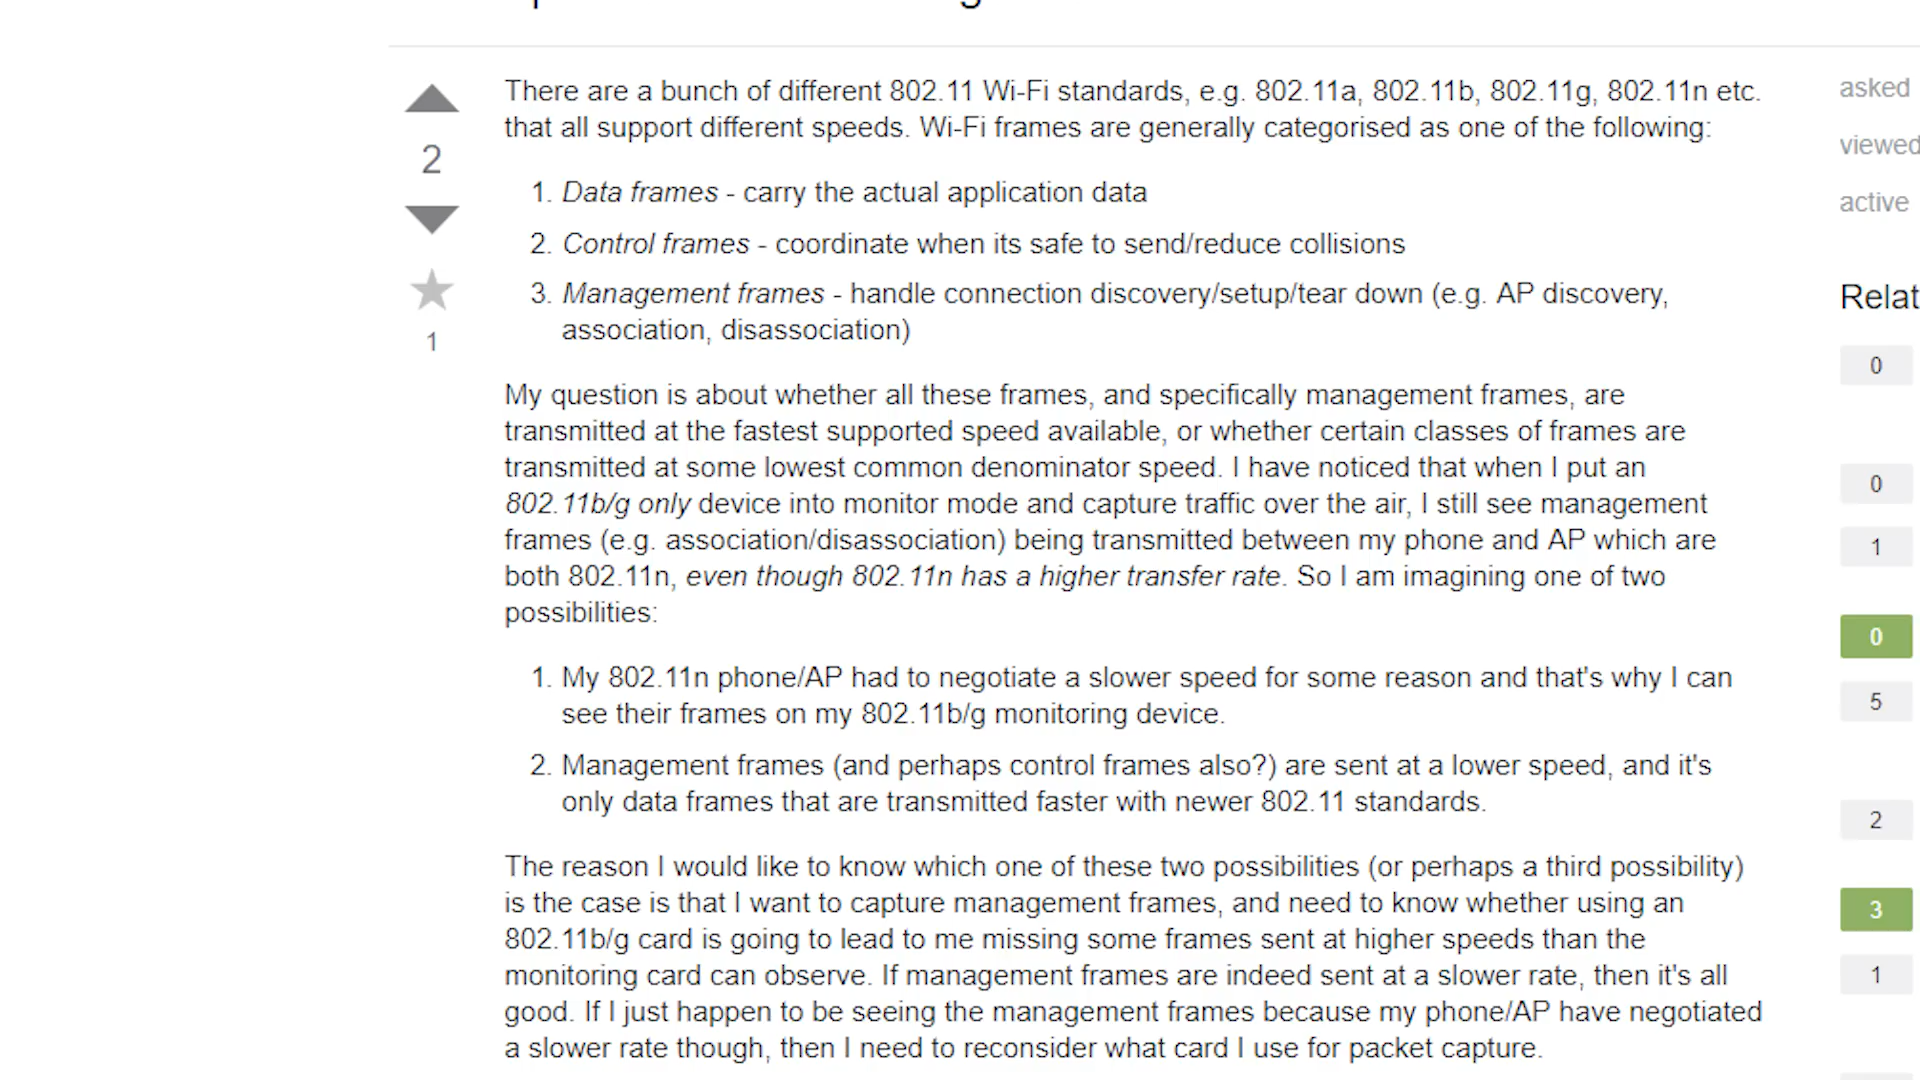 There are a bunch of different 802.11 Wi-Fi standards, e.g. 802.11a, 802.11b, 802.11g, 802.11n etc.
that all support different speeds. Wi-Fi frames are generally categorised as one of the following:
1. Data frames - carry the actual application data
2. Control frames - coordinate when its safe to send/reduce collisions
3. Management frames - handle connection discovery/setup/tear down (e.g. AP discovery,
association, disassociation)
My question is about whether all these frames, and specifically management frames, are
transmitted at the fastest supported speed available, or whether certain classes of frames are
transmitted at some lowest common denominator speed. I have noticed that when I put an
802.11b/g only device into monitor mode and capture traffic over the air, I still see management
frames (e.g. association/disassociation) being transmitted between my phone and AP which are
both 802.11n, even though 802.11n has a higher transfer rate. So I am imagining one of two
possibilities:
1. My 802.11n phone/AP had to negotiate a slower speed for some reason and that's why I can
see their frames on my 802.11b/g monitoring device.
2. Management frames (and perhaps control frames also?) are sent at a lower speed, and it's
only data frames that are transmitted faster with newer 802.11 standards.
The reason I would like to know which one of these two possibilities (or perhaps a third possibility)
is the case is that I want to capture management frames, and need to know whether using an
802.11b/g card is going to lead to me missing some frames sent at higher speeds than the
monitoring card can observe. If management frames are indeed sent at a slower rate, then it's all
good. If I just happen to be seeing the management frames because my phone/AP have negotiated
a slower rate though, then I need to reconsider what card I use for packet capture.
2
1
asked
viewed
active
Relat
0
0
1
0
5
2
3
1